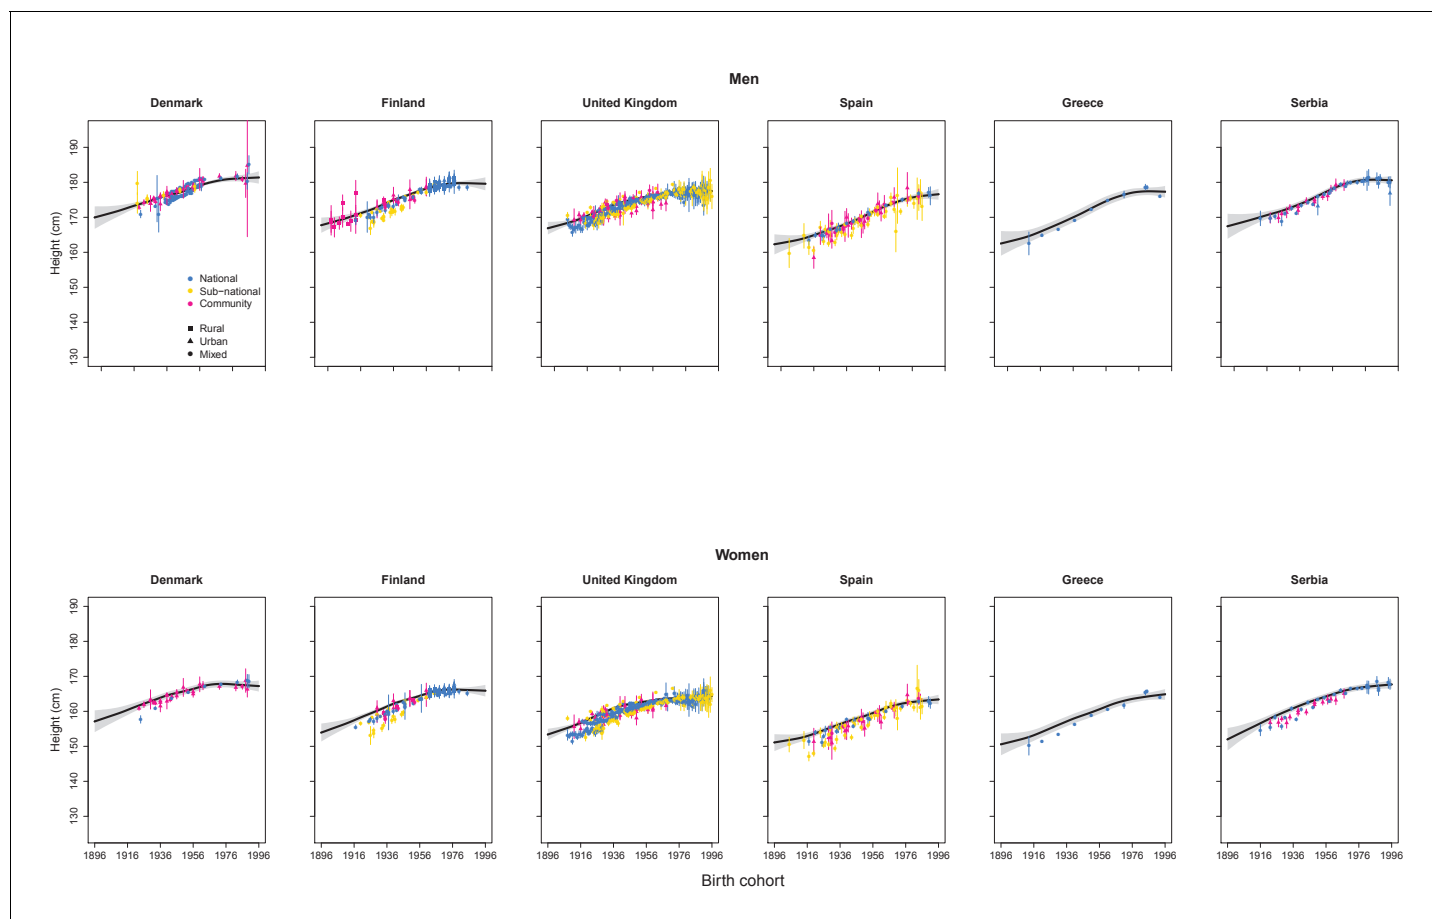 Men
Denmark Finland United Kingdom Spain Greece Serbia
190
180
170
160
150
140
130
Height (cm)
National
Sub−national
Community
Rural
Urban
Mixed
Women
Denmark Finland United Kingdom Spain Greece Serbia
190
180
170
160
150
140
130
Height (cm)
1896 1916 1936 1956 1976 1996 1896 1916 1936 1956 1976 1996 1896 1916 1936 1956 1976 1996 1896 1916 1936 1956 1976 1996 1896 1916 1936 1956 1976 1996 1896 1916 1936 1956 1976 1996
Birth cohort